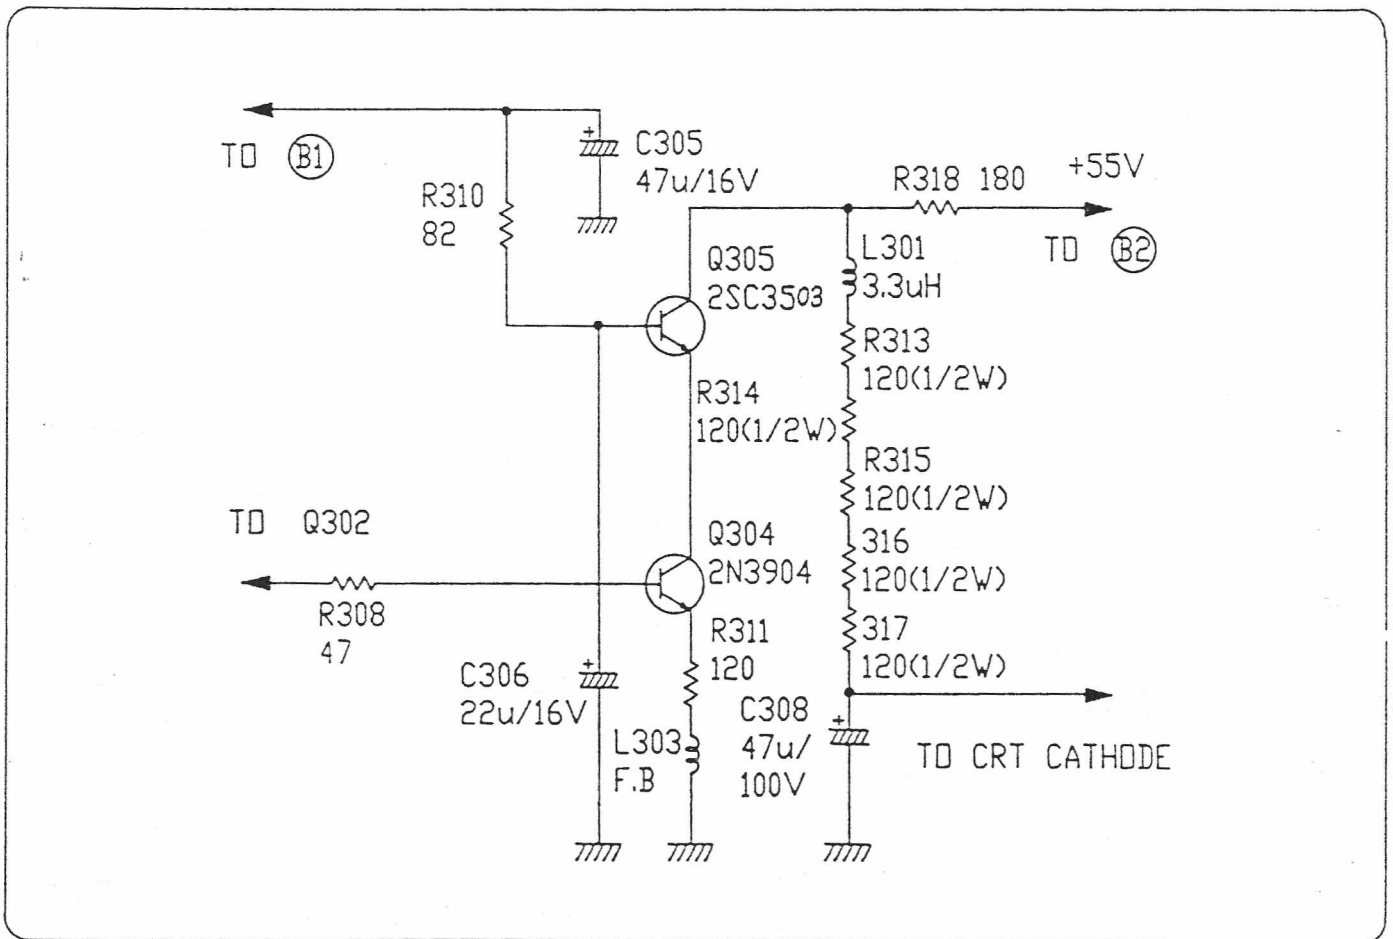 TO B1
C305
47u/16V
R310
82
R318 180
+55V
TO B2
Q305
2SC3503
L301
3.3uH
R313
120(1/2W)
R314
120(1/2W)
R315
120(1/2W)
TO Q302
Q304
2N3904
316
120(1/2W)
R308
47
R311
120
317
120(1/2W)
C306
22u/16V
C308
47u/
100V
L303
F.B
TO CRT CATHODE